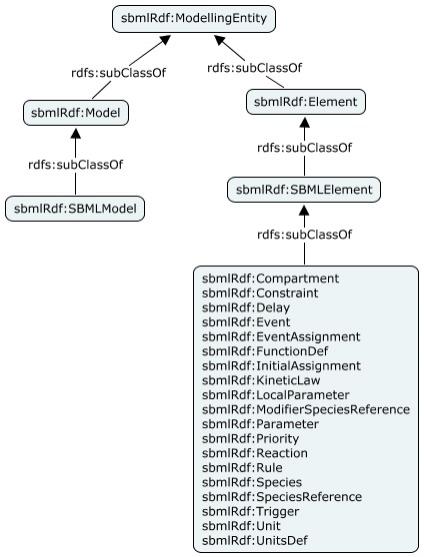 sbmlRdf:ModellingEntity
rdfs:subClassOf
rdfs:subClassOf
sbmlRdf:Model
sbmlRdf:Element
rdfs:subClassOf
rdfs:subClassOf
sbmlRdf:SBMLModel
sbmlRdf:SBMLElement
rdfs:subClassOf
sbmlRdf:Compartment
sbmlRdf:Constraint
sbmlRdf:Delay
sbmlRdf:Event
sbmlRdf:EventAssignment
sbmlRdf:FunctionDef
sbmlRdf:InitialAssignment
sbmlRdf:KineticLaw
sbmlRdf:LocalParameter
sbmlRdf:ModifierSpeciesReference
sbmlRdf:Parameter
sbmlRdf:Priority
sbmlRdf:Reaction
sbmlRdf:Rule
sbmlRdf:Species
sbmlRdf:SpeciesReference
sbmlRdf:Trigger
sbmlRdf:Unit
sbmlRdf:UnitsDef